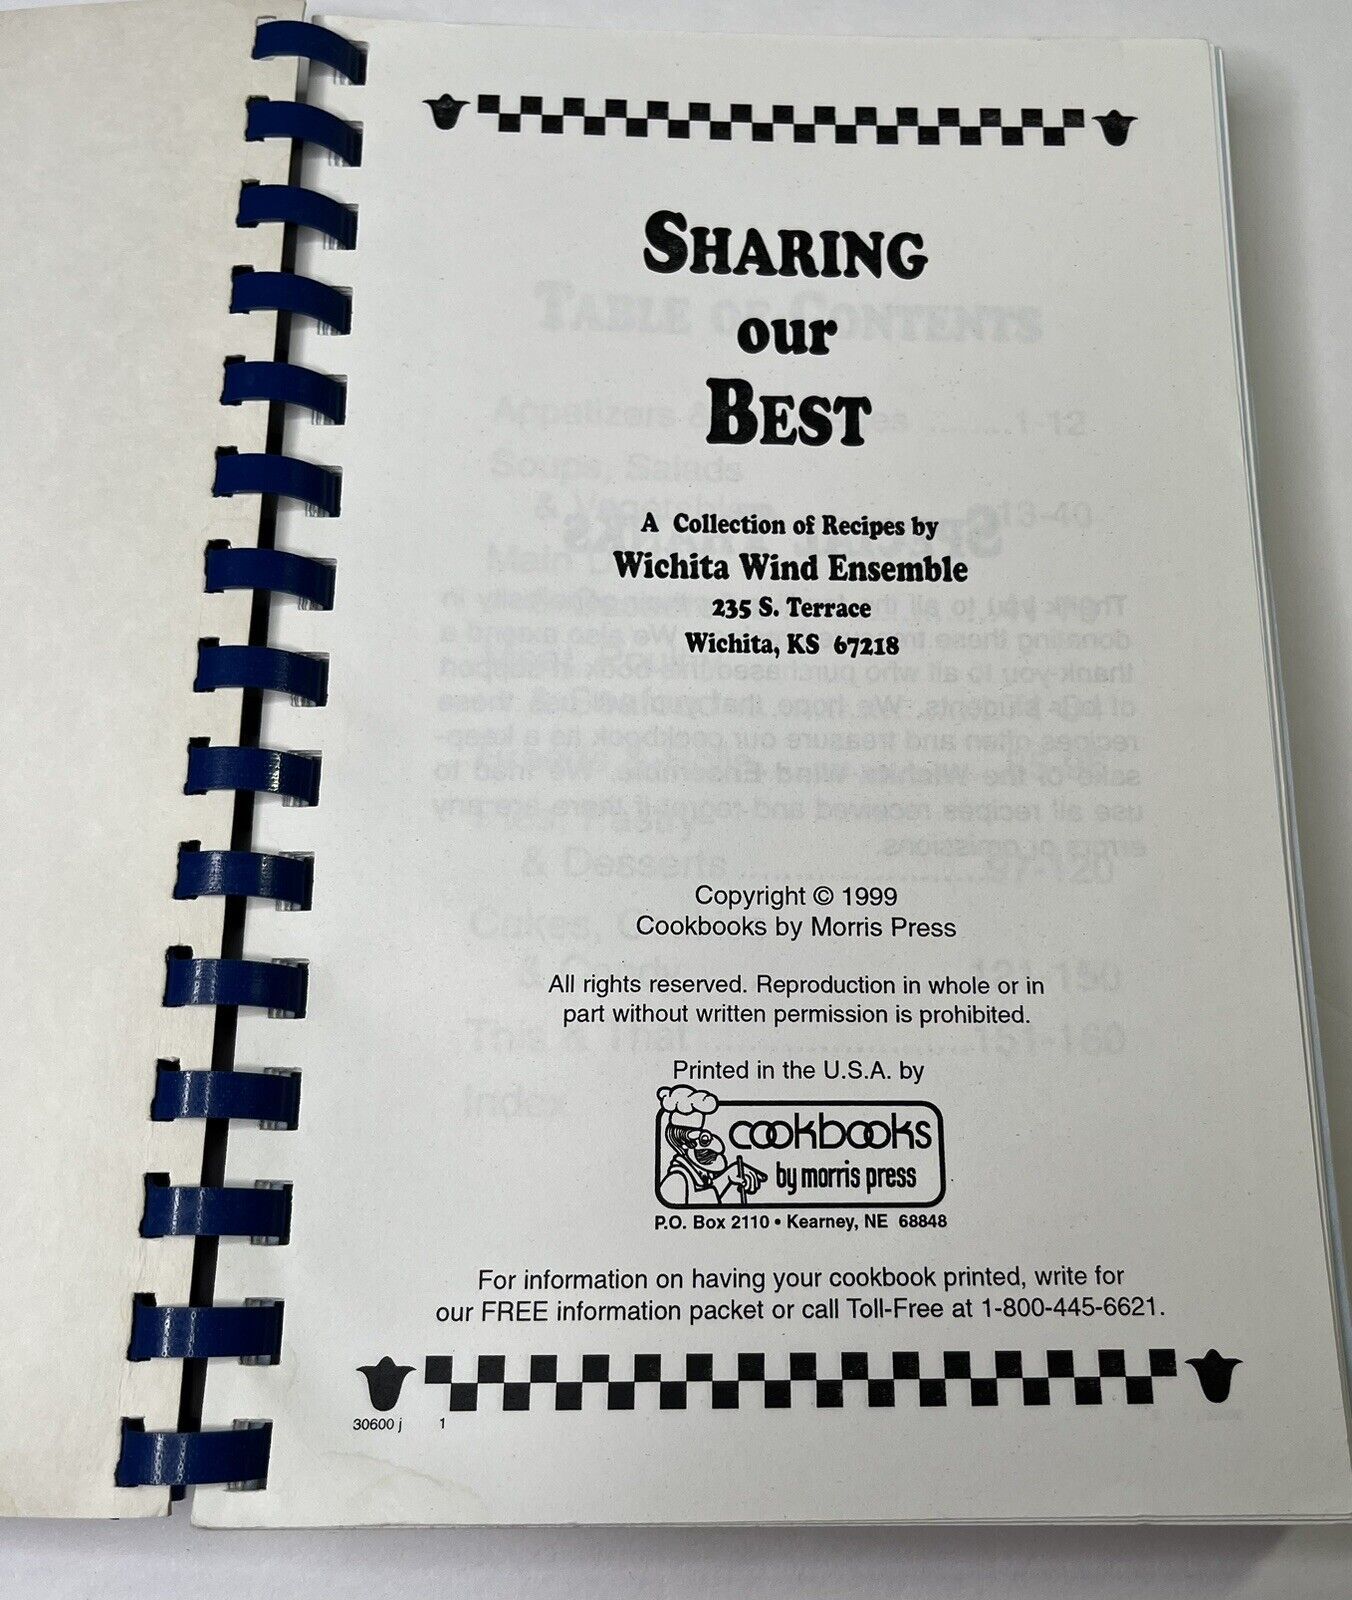 SHARING
OUR
BEST
A Collection of Recipes by
Wichita Wind Ensemble
235 S. Terrace
Wichita, KS 67218
Copyright © 1999
Cookbooks by Morris Press
All rights reserved. Reproduction in whole or in
part without written permission is prohibited.
Printed in the U.S.A. by
cookbooks
by morris press
P.O. Box 2110 • Kearney, NE 68848
For information on having your cookbook printed, write for
our FREE information packet or call Toll-Free at 1-800-445-6621.
30600 j 1